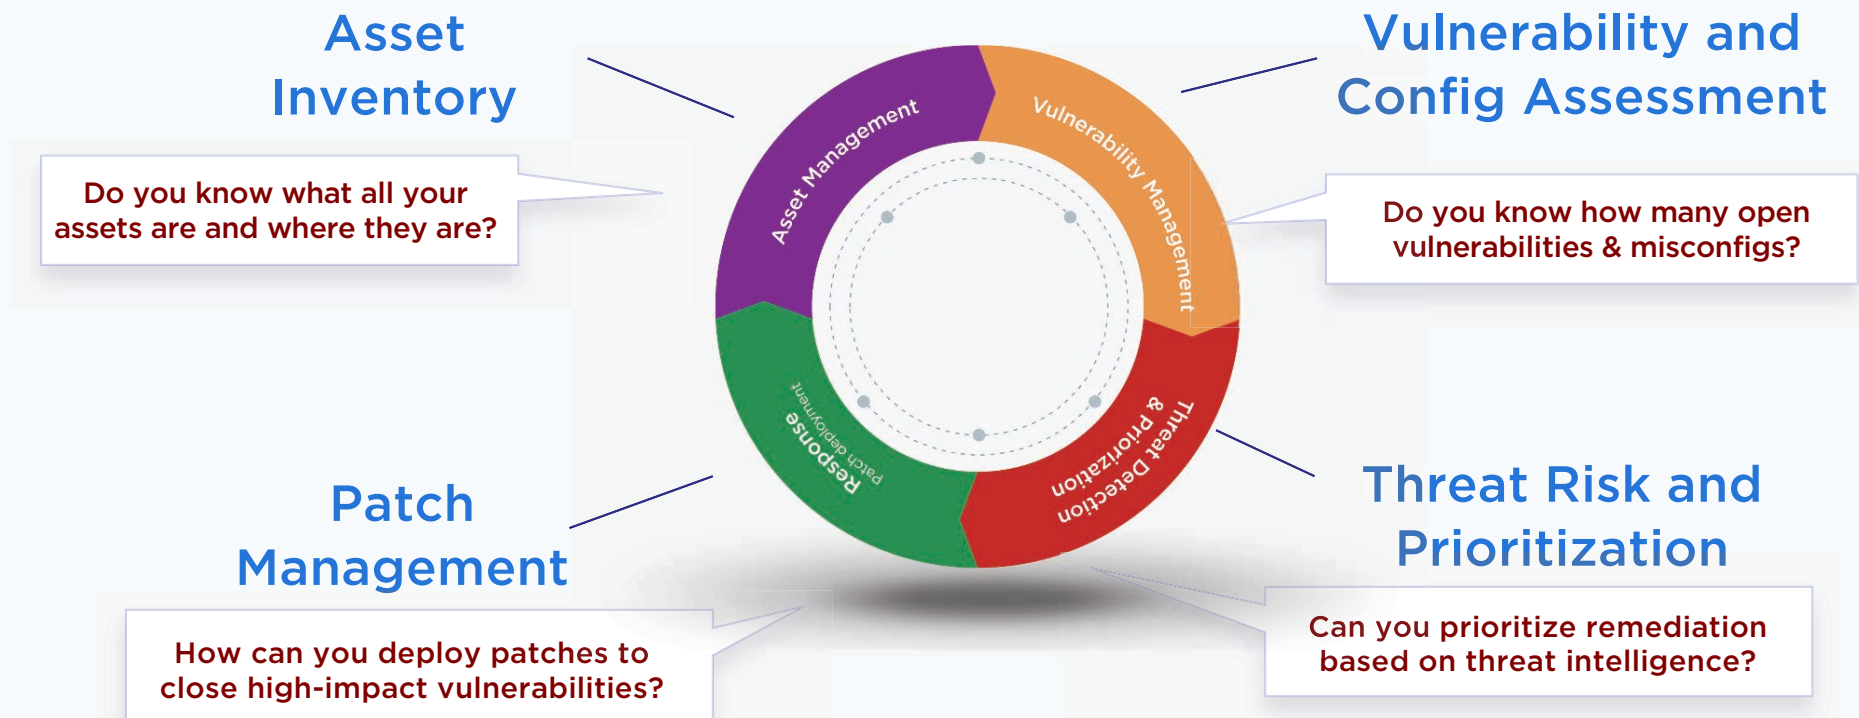 Asset
Inventory
Do you know what all your
assets are and where they are?
Vulnerability and
Config Assessment
Do you know how many open
vulnerabilities & misconfigs?
Asset Management
Vulnerability Management
Threat Detection
& Priorization
Response
Patch deployment
Patch
Management
How can you deploy patches to
close high-impact vulnerabilities?
Threat Risk and
Prioritization
Can you prioritize remediation
based on threat intelligence?